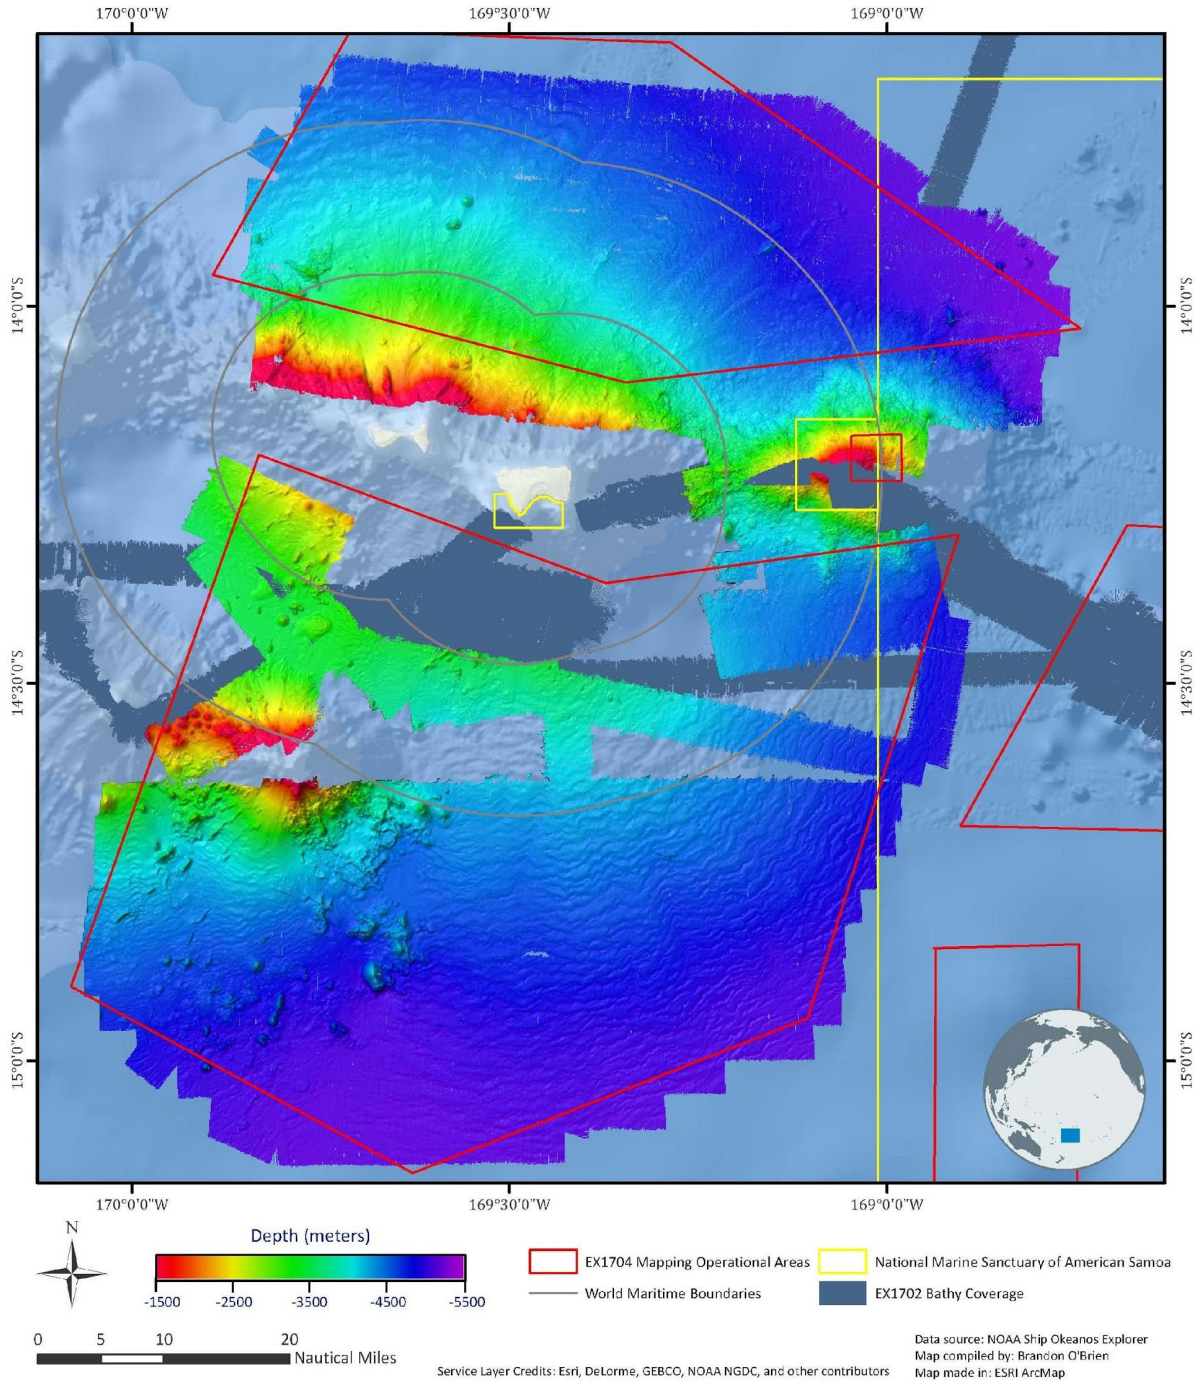 170°0'0"W 169°30'0"W 169°0'0"W
14°0'0"S 14°0'0"S
14°30'0"S 14°30'0"S
15°0'0"S 15°0'0"S
170°0'0"W 169°30'0"W 169°0'0"W
N
Depth (meters)
-1500 -2500 -3500 -4500 -5500
EX1704 Mapping Operational Areas
National Marine Sanctuary of American Samoa
World Maritime Boundaries
EX1702 Bathy Coverage
0 5 10 20
Nautical Miles
Service Layer Credits: Esri, DeLorme, GEBCO, NOAA NGDC, and other contributors
Data source: NOAA Ship Okeanos Explorer
Map compiled by: Brandon O'Brien
Map made in: ESRI ArcMap